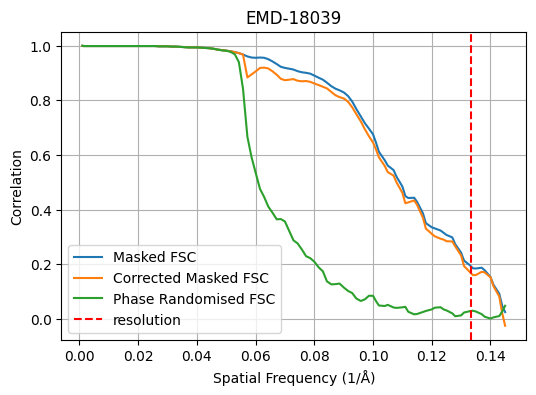 EMD-18039
Correlation
1.0
0.8
0.6
0.4
0.2
0.0
Masked FSC
Corrected Masked FSC
Phase Randomised FSC
resolution
0.00 0.02 0.04 0.06 0.08 0.10 0.12 0.14
Spatial Frequency (1/Å)